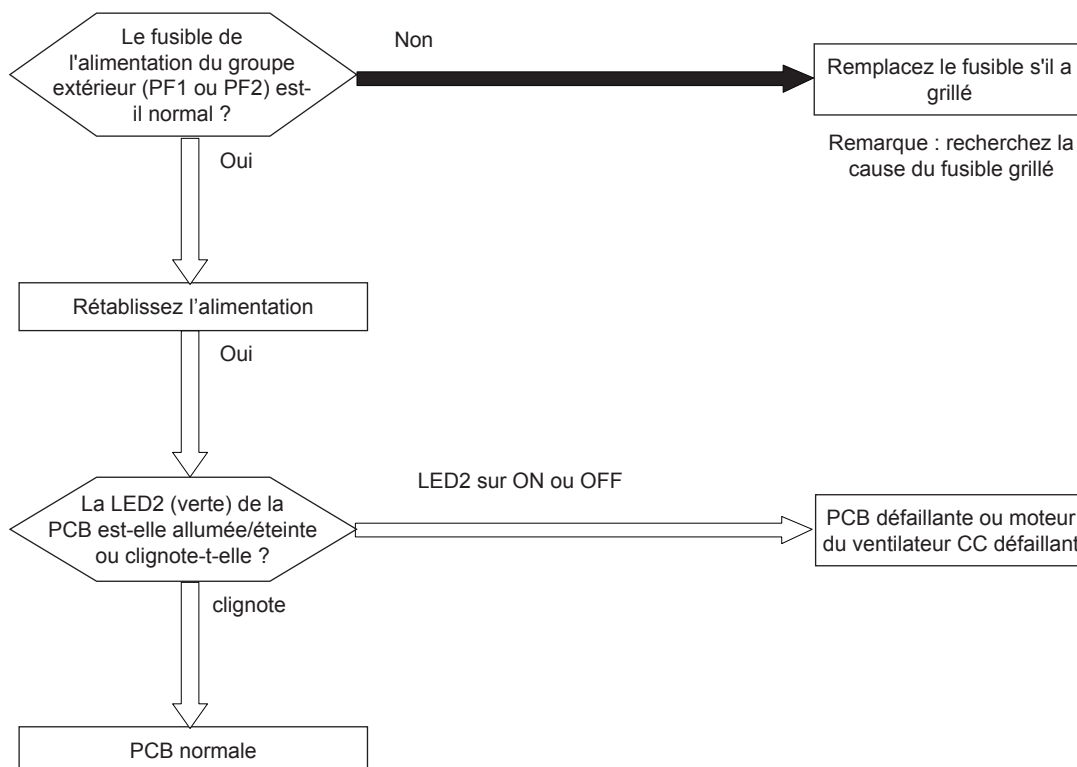 Le fusible de
l'alimentation du groupe
extérieur (PF1 ou PF2) est-
il normal ?
Non
Remplacez le fusible s'il a
grillé
Remarque : recherchez la
cause du fusible grillé
Oui
Rétablissez l’alimentation
Oui
La LED2 (verte) de la
PCB est-elle allumée/éteinte
ou clignote-t-elle ?
LED2 sur ON ou OFF
PCB défaillante ou moteur
du ventilateur CC défaillant
clignote
PCB normale